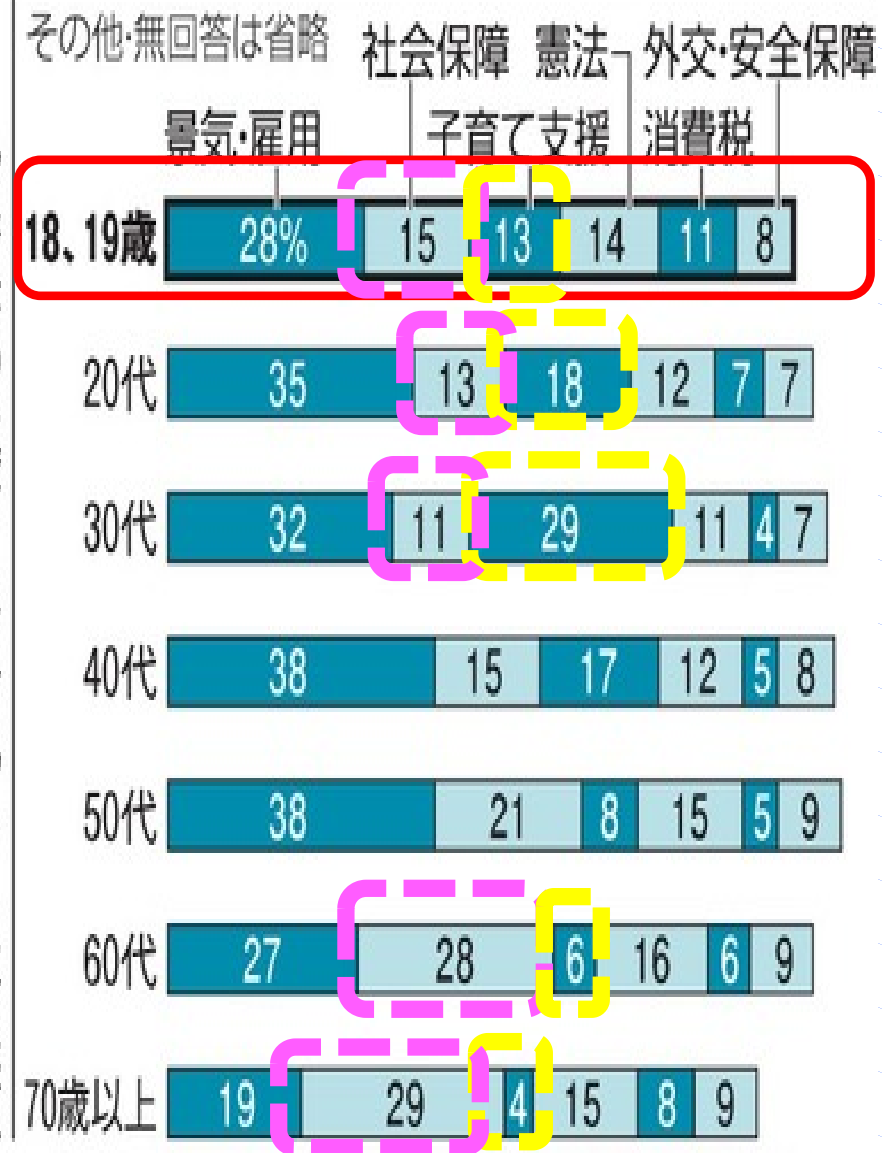 その他・無回答は省略
社会保障 憲法 外交・安全保障
景気・雇用 子育て支援 消費税
18、19歳 28% 15 13 14 11 8
20代 35 13 18 12 7 7
30代 32 11 29 11 4 7
40代 38 15 17 12 5 8
50代 38 21 8 15 5 9
60代 27 28 6 16 6 9
70歳以上 19 29 4 15 8 9